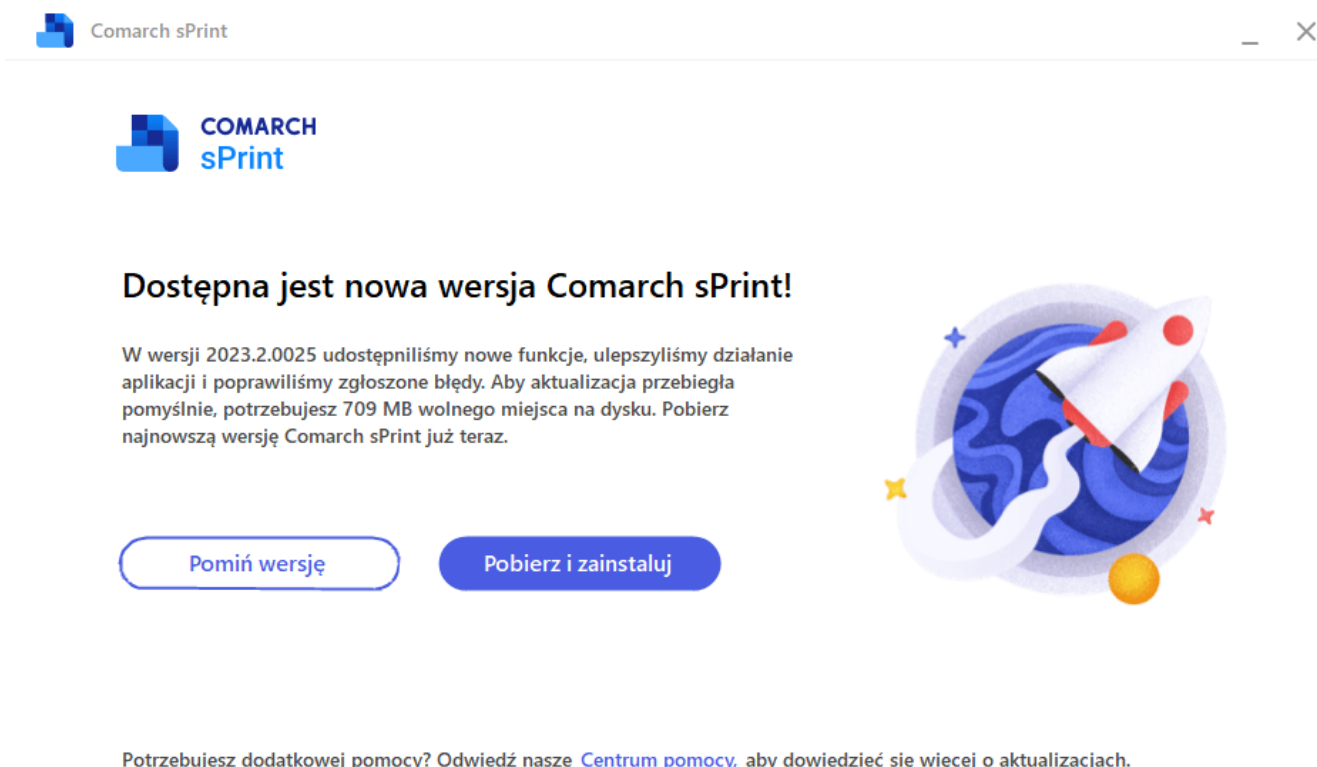 Comarch sPrint
COMARCH
sPrint
Dostępna jest nowa wersja Comarch sPrint!
W wersji 2023.2.0025 udostępniliśmy nowe funkcje, ulepszyliśmy działanie
aplikacji i poprawiliśmy zgłoszone błędy. Aby aktualizacja przebiegła
pomyślnie, potrzebujesz 709 MB wolnego miejsca na dysku. Pobierz
najnowszą wersję Comarch sPrint już teraz.
Pomiń wersję
Pobierz i zainstaluj
Potrzebujesz dodatkowej pomocy? Odwiedź nasze Centrum pomocy, aby dowiedzieć się więcej o aktualizacjach.